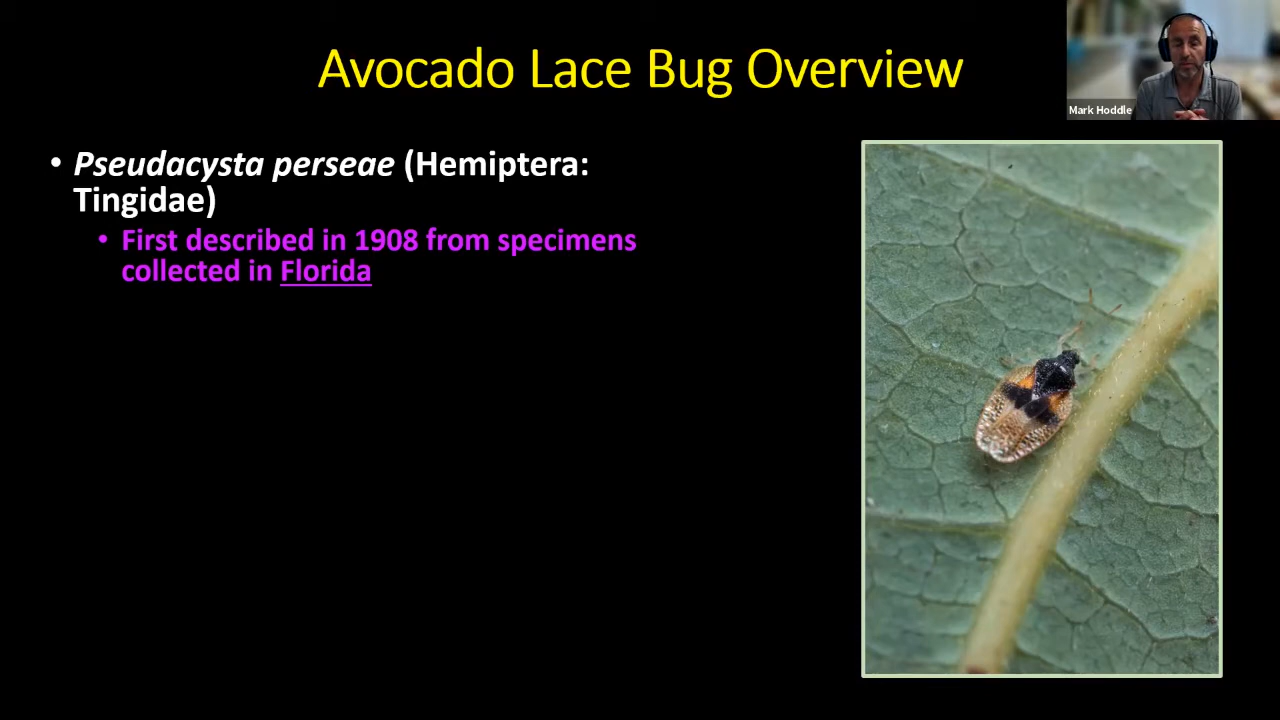 Avocado Lace Bug Overview
Mark Hoddle
• Pseudacysta perseae (Hemiptera:
Tingidae)
• First described in 1908 from specimens
collected in Florida